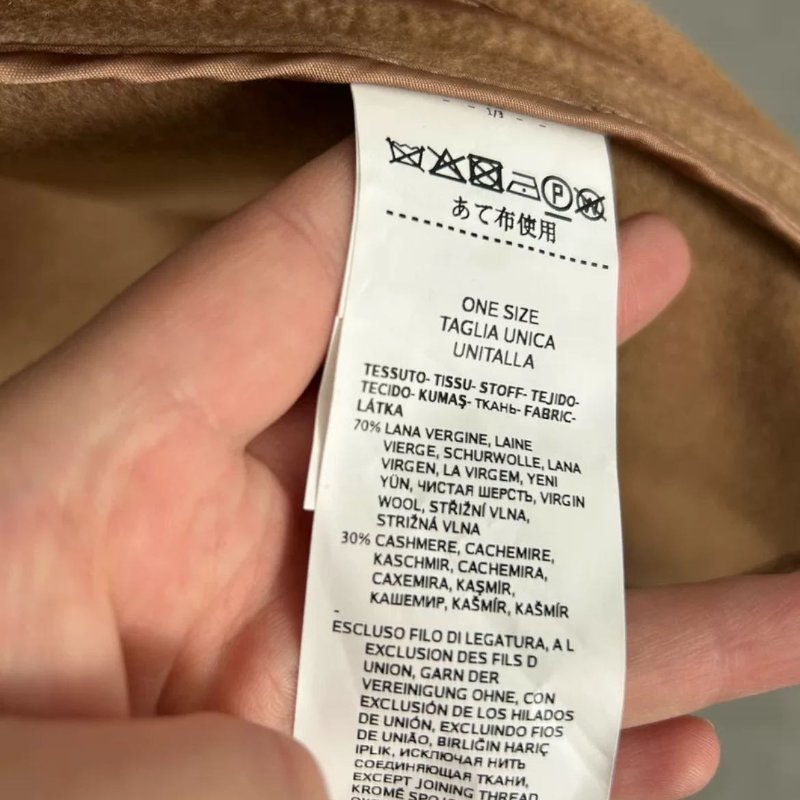 1/3
P
あて布使用
ONE SIZE
TAGLIA UNICA
UNITALLA
TESSUTO- TISSU- STOFF- TEJIDO-
TECIDO- KUMAŞ- ТКАНЬ- FABRIC-
LÁTKA
70% LANA VERGINE, LAINE
VIERGE, SCHURWOLLE, LANA
VIRGEN, LA VIRGEM, YENI
YÜN, ЧИСТАЯ ШЕРСТЬ, VIRGIN
WOOL, STŘIŽNÍ VLNA,
STRIŽNÁ VLNA
30% CASHMERE, CACHEMIRE,
KASCHMIR, CACHEMIRA,
CAXEMIRA, KAŞMİR,
КАШЕМИР, KAŠMÍR, KAŠMÍR
-
ESCLUSO FILO DI LEGATURA, A L
EXCLUSION DES FILS D
UNION, GARN DER
VEREINIGUNG OHNE, CON
EXCLUSIÓN DE LOS HILADOS
DE UNIÓN, EXCLUINDO FIOS
DE UNIÃO, BIRLIĞIN HARIÇ
IPLIK, ИСКЛЮЧАЯ НИТЬ
СОЕДИНЯЮЩАЯ ТКАНИ,
EXCEPT JOINING THREAD,
KROMĚ